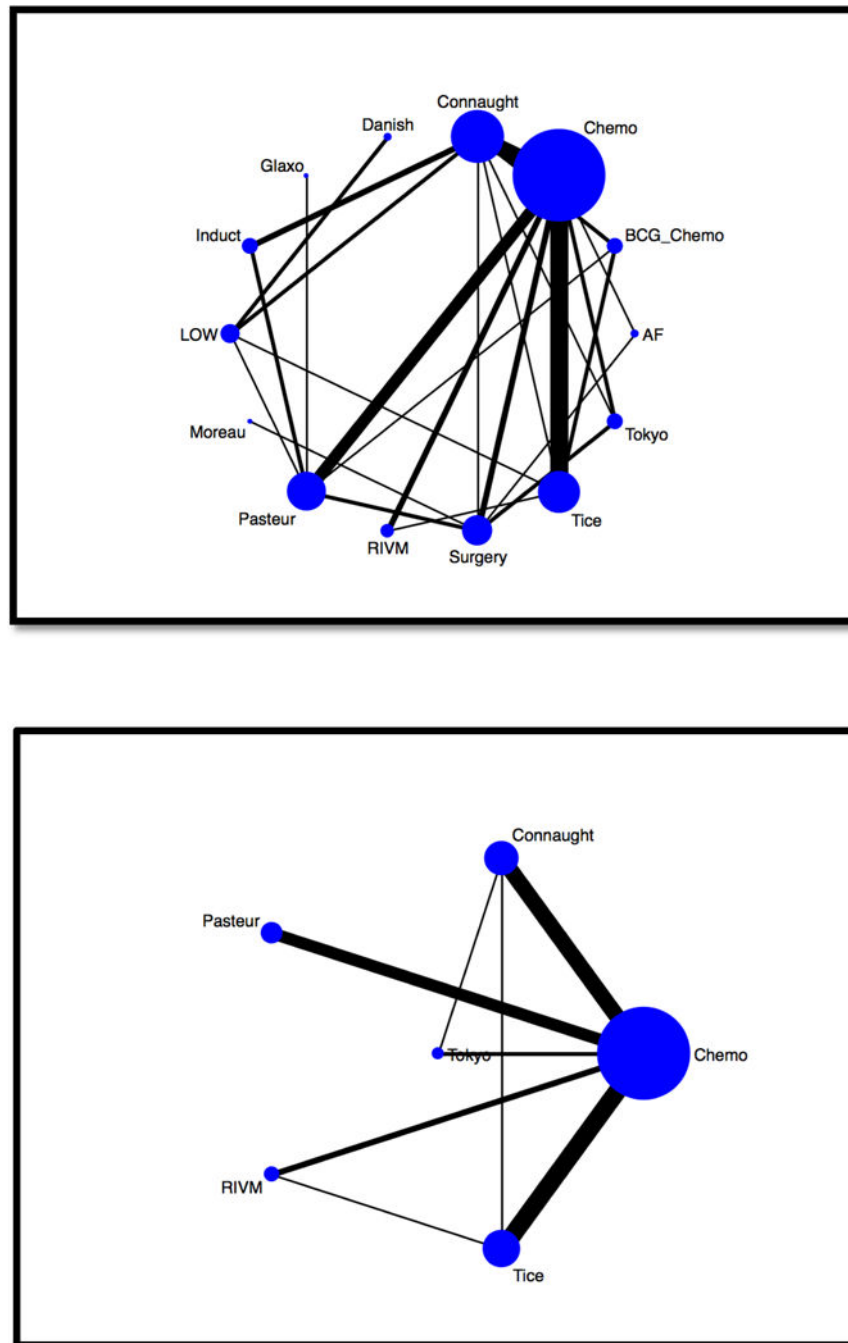 Connaught
Chemo
Danish
Glaxo
Induct
BCG_Chemo
LOW
AF
Moreau
Tokyo
Pasteur
Tice
RIVM
Surgery
Connaught
Pasteur
Tokyo
Chemo
RIVM
Tice